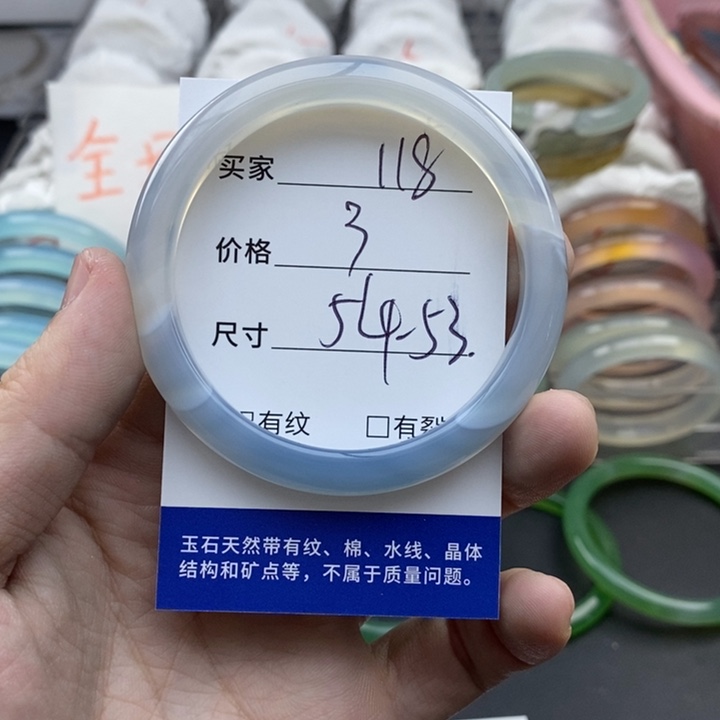 全
买家 118
价格 3
尺寸 54-53.
有纹 □有裂
玉石天然带有纹、棉、水线、晶体
结构和矿点等，不属于质量问题。